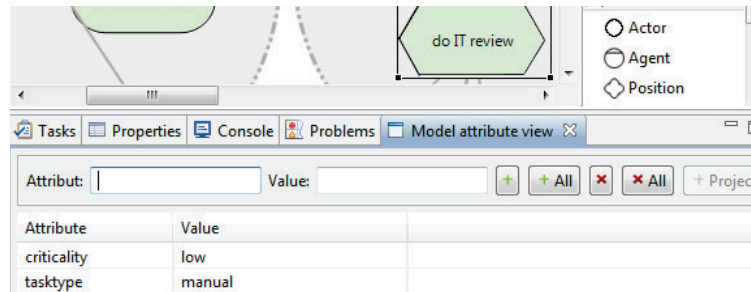 do IT review
Actor
Agent
Position
Tasks Properties Console Problems Model attribute view
Attribut: Value: + + All × × All + Projec
Attribute Value
criticality low
tasktype manual